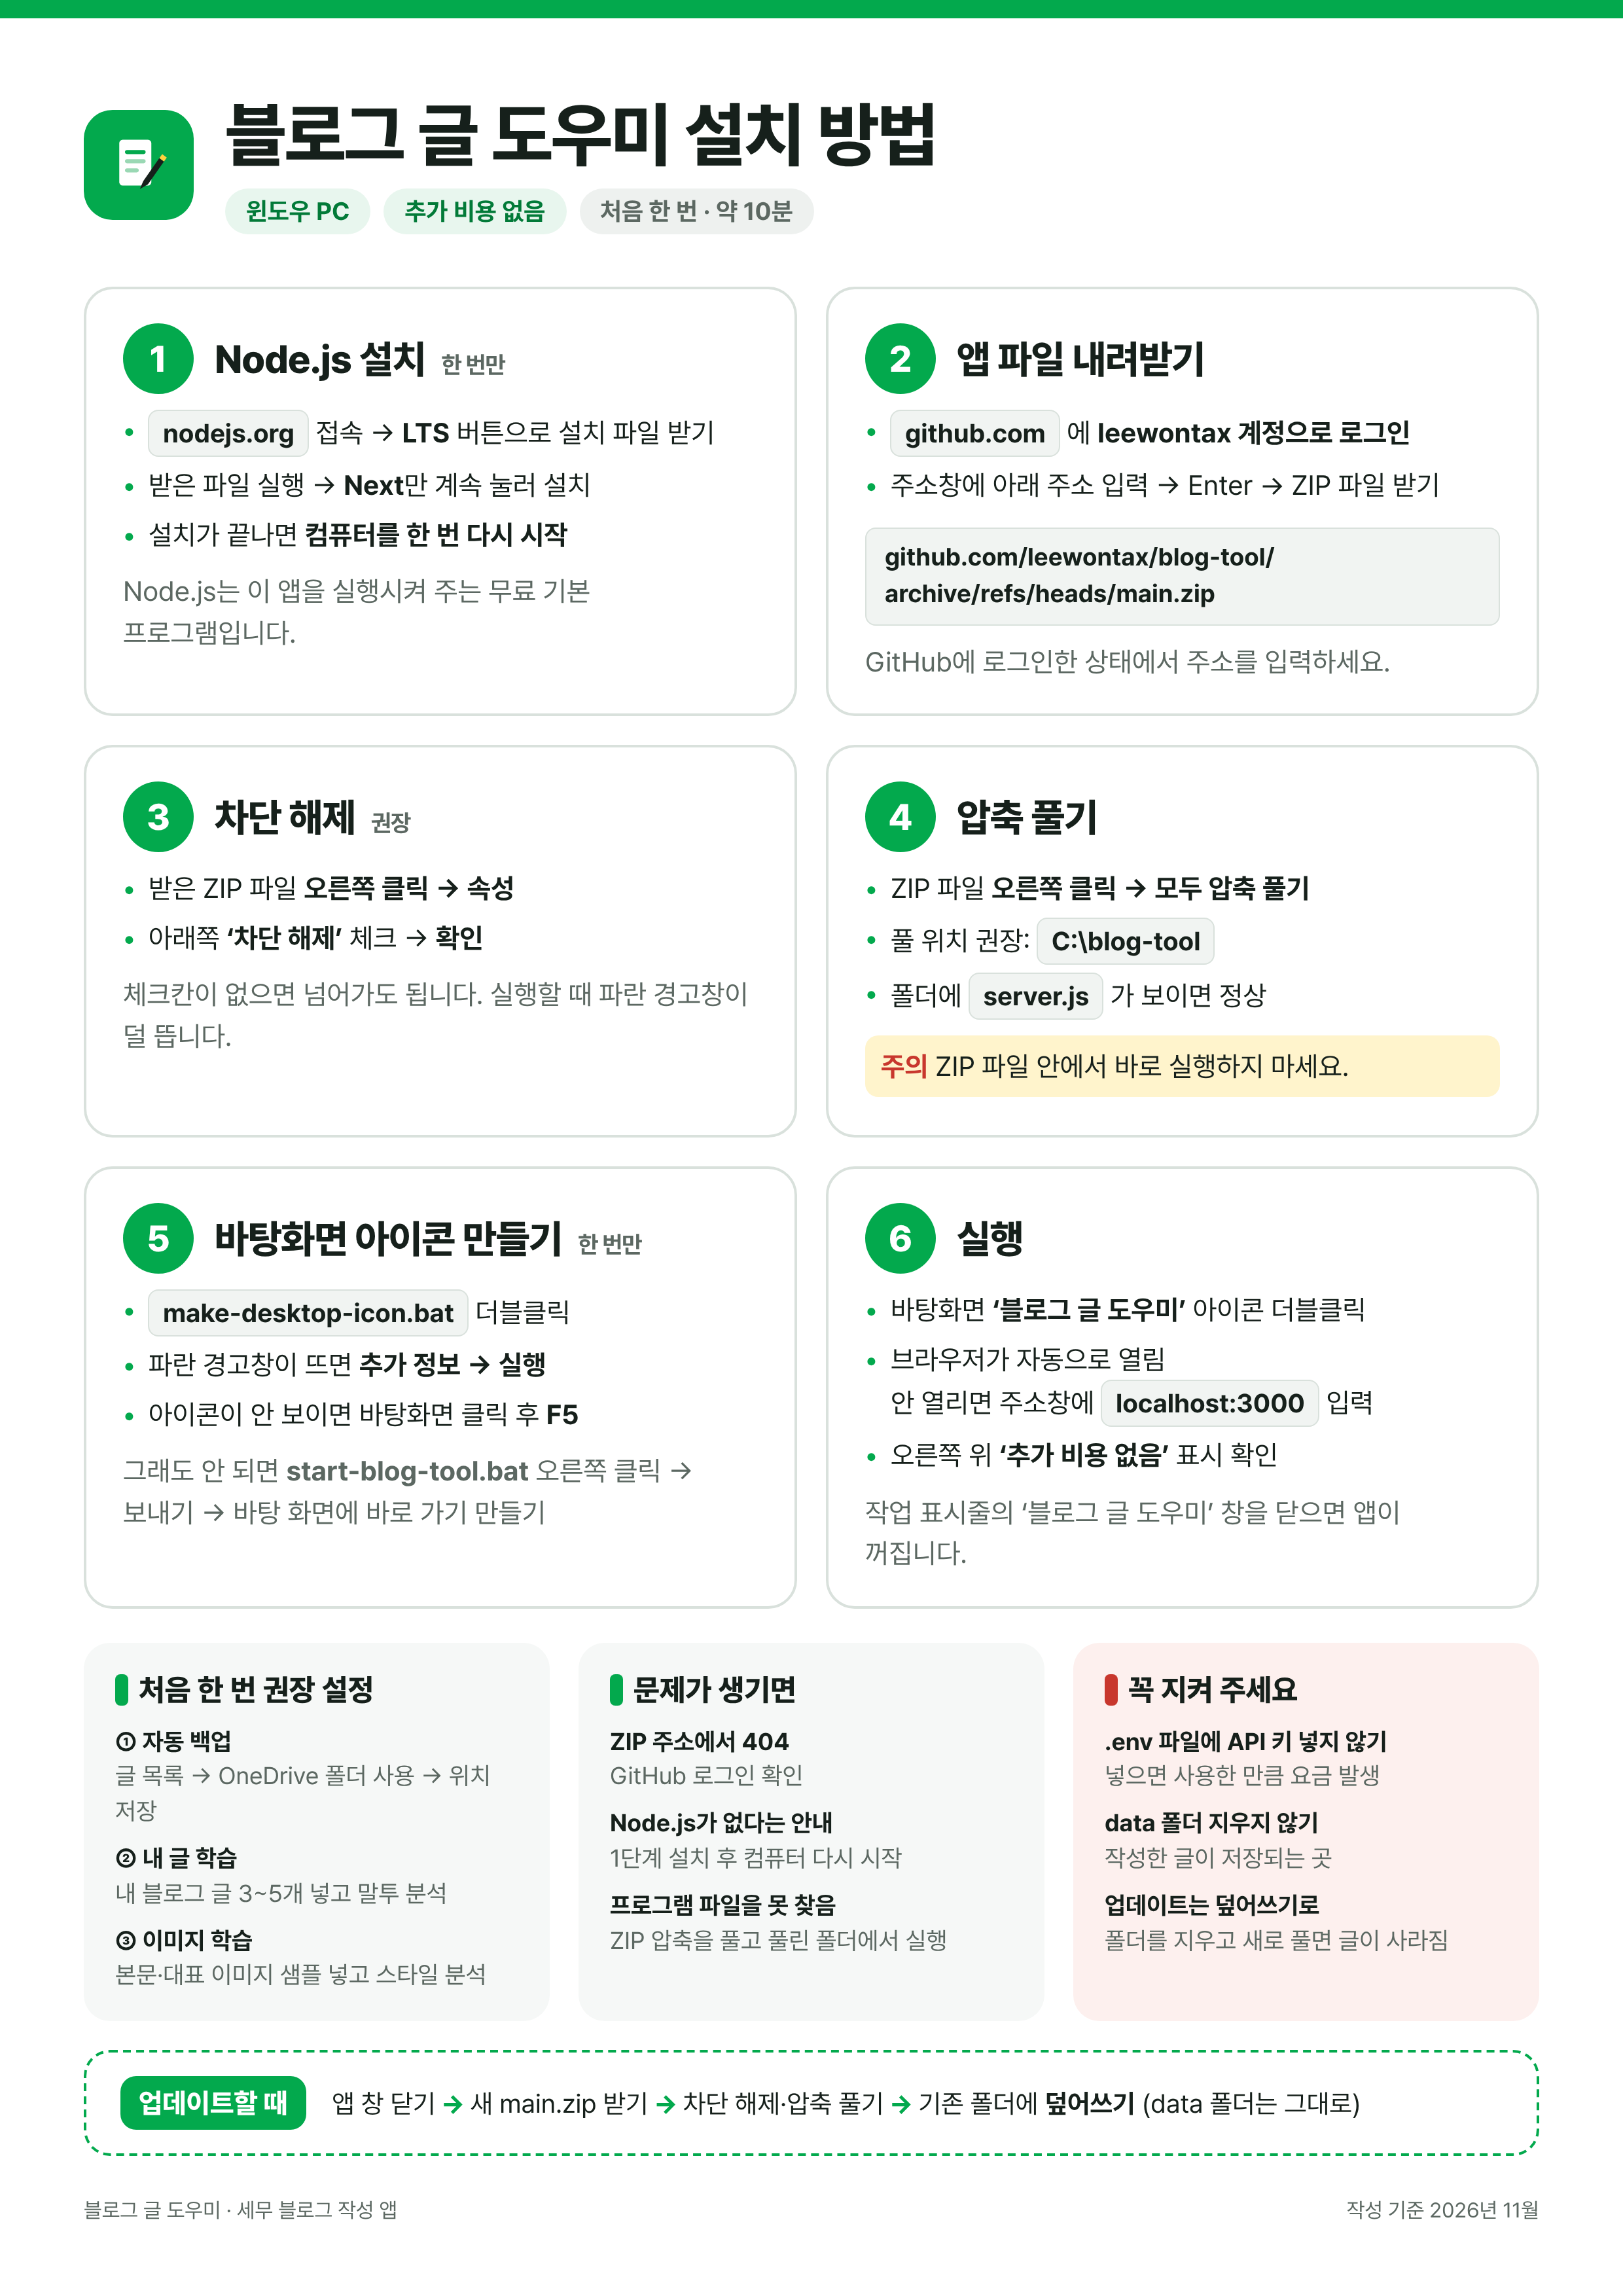 블로그 글 도우미 설치 방법
윈도우 PC
추가 비용 없음
처음 한 번 · 약 10분
1 Node.js 설치 한 번만
• nodejs.org 접속 → LTS 버튼으로 설치 파일 받기
• 받은 파일 실행 → Next만 계속 눌러 설치
• 설치가 끝나면 컴퓨터를 한 번 다시 시작
Node.js는 이 앱을 실행시켜 주는 무료 기본
프로그램입니다.
2 앱 파일 내려받기
• github.com 에 leewontax 계정으로 로그인
• 주소창에 아래 주소 입력 → Enter → ZIP 파일 받기
github.com/leewontax/blog-tool/
archive/refs/heads/main.zip
GitHub에 로그인한 상태에서 주소를 입력하세요.
3 차단 해제 권장
• 받은 ZIP 파일 오른쪽 클릭 → 속성
• 아래쪽 ‘차단 해제’ 체크 → 확인
체크칸이 없으면 넘어가도 됩니다. 실행할 때 파란 경고창이
덜 뜹니다.
4 압축 풀기
• ZIP 파일 오른쪽 클릭 → 모두 압축 풀기
• 풀 위치 권장: C:\blog-tool
• 폴더에 server.js 가 보이면 정상
주의 ZIP 파일 안에서 바로 실행하지 마세요.
5 바탕화면 아이콘 만들기 한 번만
• make-desktop-icon.bat 더블클릭
• 파란 경고창이 뜨면 추가 정보 → 실행
• 아이콘이 안 보이면 바탕화면 클릭 후 F5
그래도 안 되면 start-blog-tool.bat 오른쪽 클릭 →
보내기 → 바탕 화면에 바로 가기 만들기
6 실행
• 바탕화면 ‘블로그 글 도우미’ 아이콘 더블클릭
• 브라우저가 자동으로 열림
안 열리면 주소창에 localhost:3000 입력
• 오른쪽 위 ‘추가 비용 없음’ 표시 확인
작업 표시줄의 ‘블로그 글 도우미’ 창을 닫으면 앱이
꺼집니다.
처음 한 번 권장 설정
① 자동 백업
글 목록 → OneDrive 폴더 사용 → 위치
저장
② 내 글 학습
내 블로그 글 3~5개 넣고 말투 분석
③ 이미지 학습
본문·대표 이미지 샘플 넣고 스타일 분석
문제가 생기면
ZIP 주소에서 404
GitHub 로그인 확인
Node.js가 없다는 안내
1단계 설치 후 컴퓨터 다시 시작
프로그램 파일을 못 찾음
ZIP 압축을 풀고 풀린 폴더에서 실행
꼭 지켜 주세요
.env 파일에 API 키 넣지 않기
넣으면 사용한 만큼 요금 발생
data 폴더 지우지 않기
작성한 글이 저장되는 곳
업데이트는 덮어쓰기로
폴더를 지우고 새로 풀면 글이 사라짐
업데이트할 때 앱 창 닫기 → 새 main.zip 받기 → 차단 해제·압축 풀기 → 기존 폴더에 덮어쓰기 (data 폴더는 그대로)
블로그 글 도우미 · 세무 블로그 작성 앱
작성 기준 2026년 11월